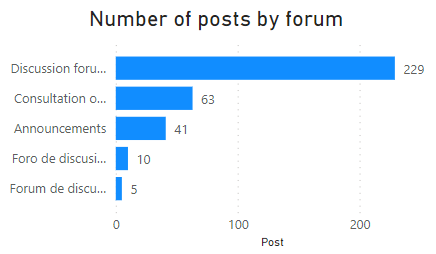 Number of posts by forum
Discussion foru... 229
Consultation o... 63
Announcements 41
Foro de discusi... 10
Forum de discu... 5
0 100 200
Post